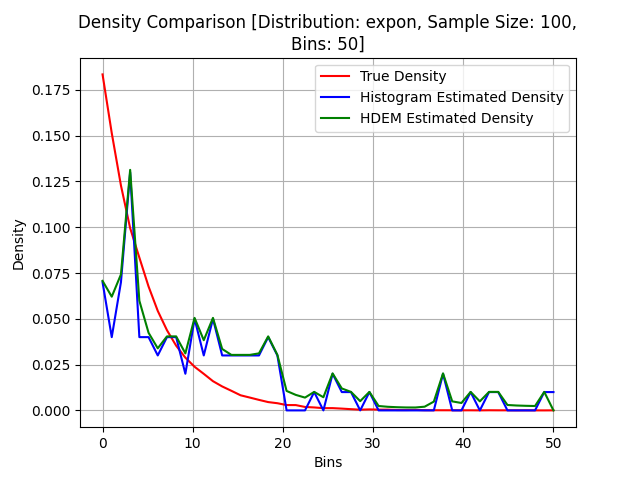 Density Comparison [Distribution: expon, Sample Size: 100,
Bins: 50]
True Density
Histogram Estimated Density
HDEM Estimated Density
Density
0.175
0.150
0.125
0.100
0.075
0.050
0.025
0.000
0 10 20 30 40 50
Bins